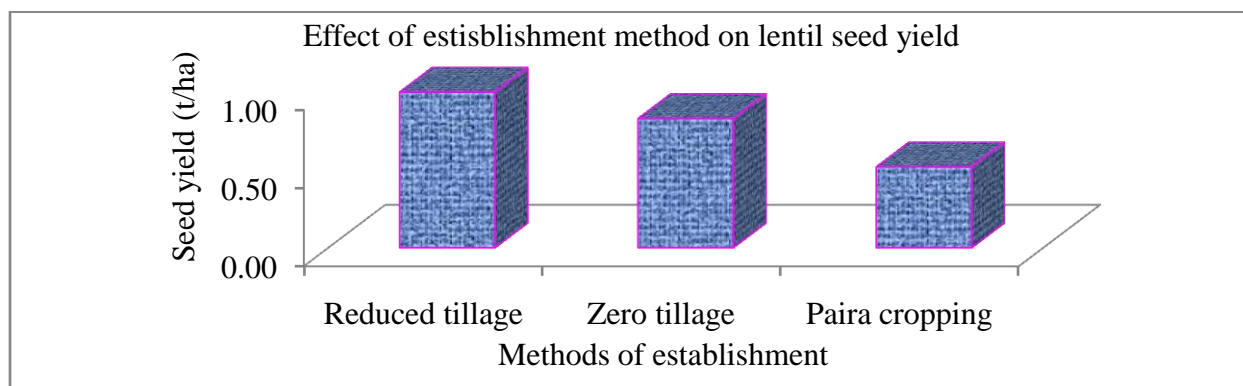 Effect of estisblishment method on lentil seed yield
Seed yield (t/ha)
1.00
0.50
0.00
Reduced tillage
Zero tillage
Paira cropping
Methods of establishment